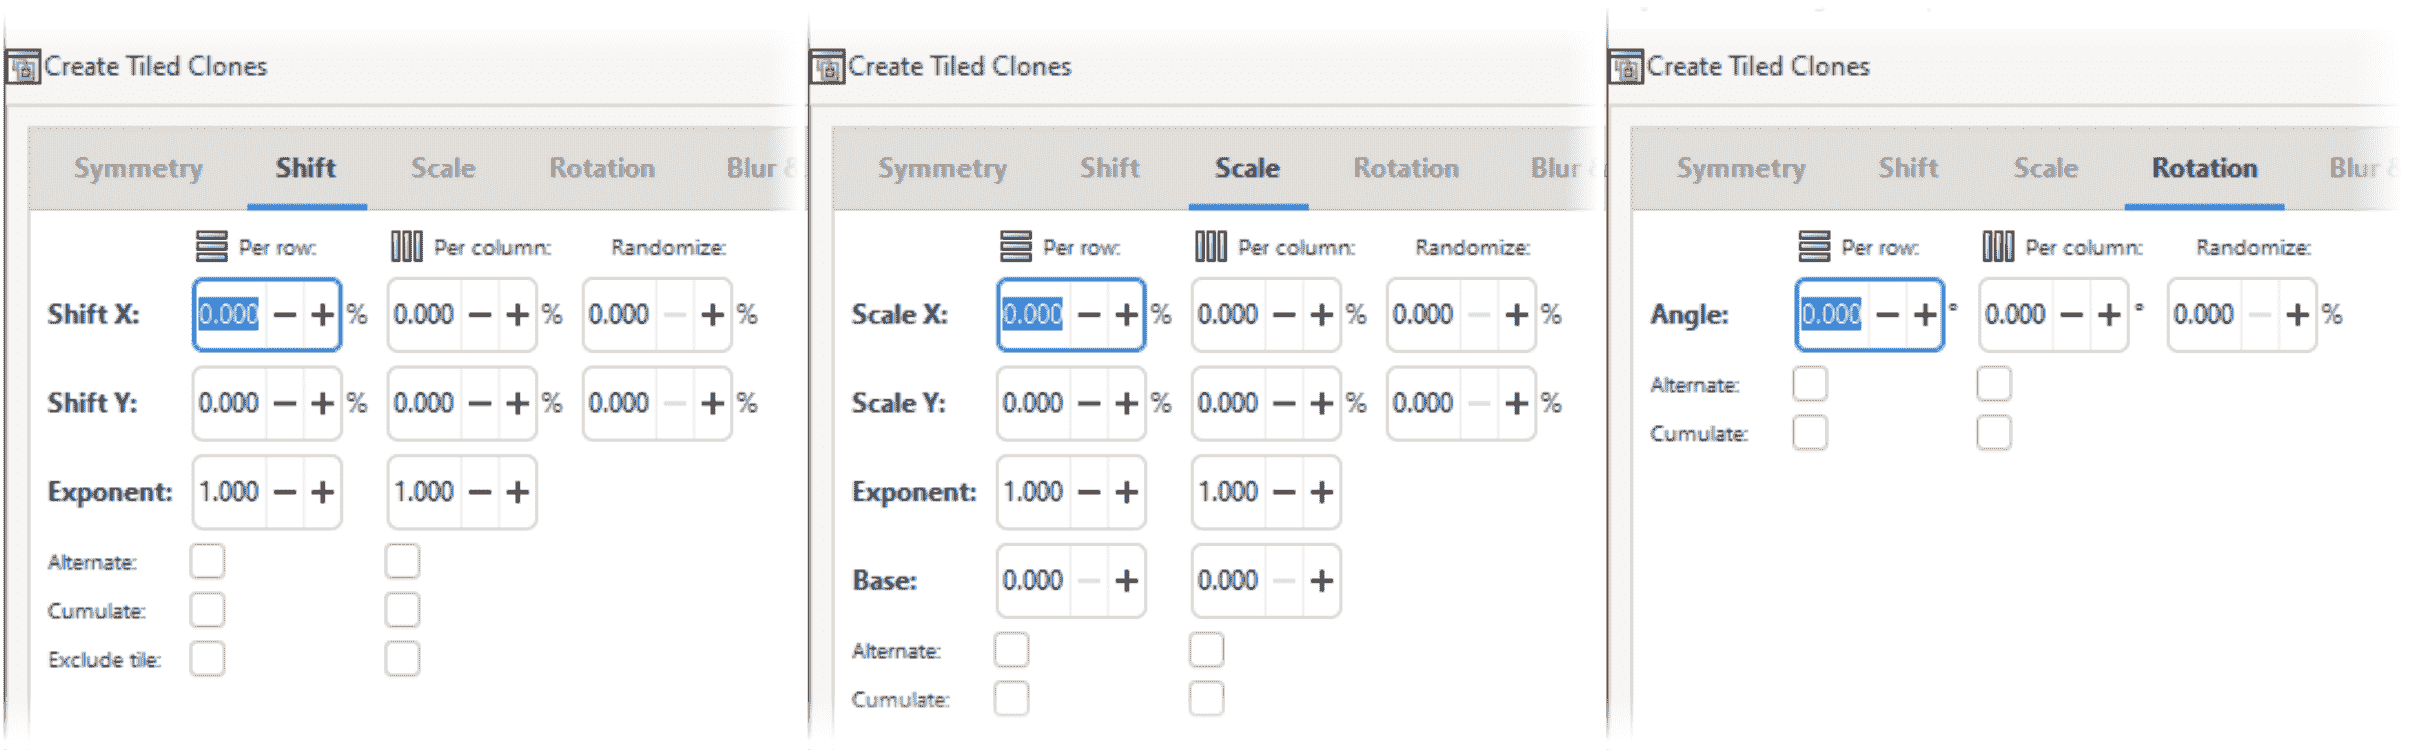 Create Tiled Clones
Symmetry Shift Scale Rotation Blur &
Per row: Per column: Randomize:
Shift X: 0.000 − + % 0.000 − + % 0.000 − + %
Shift Y: 0.000 − + % 0.000 − + % 0.000 − + %
Exponent: 1.000 − + 1.000 − +
Alternate:
Cumulate:
Exclude tile:
Create Tiled Clones
Symmetry Shift Scale Rotation Blur
Per row: Per column: Randomize:
Scale X: 0.000 − + % 0.000 − + % 0.000 − + %
Scale Y: 0.000 − + % 0.000 − + % 0.000 − + %
Exponent: 1.000 − + 1.000 − +
Base: 0.000 − + 0.000 − +
Alternate:
Cumulate:
Create Tiled Clones
Symmetry Shift Scale Rotation Blur &
Per row: Per column: Randomize:
Angle: 0.000 − + ° 0.000 − + ° 0.000 − + %
Alternate:
Cumulate: